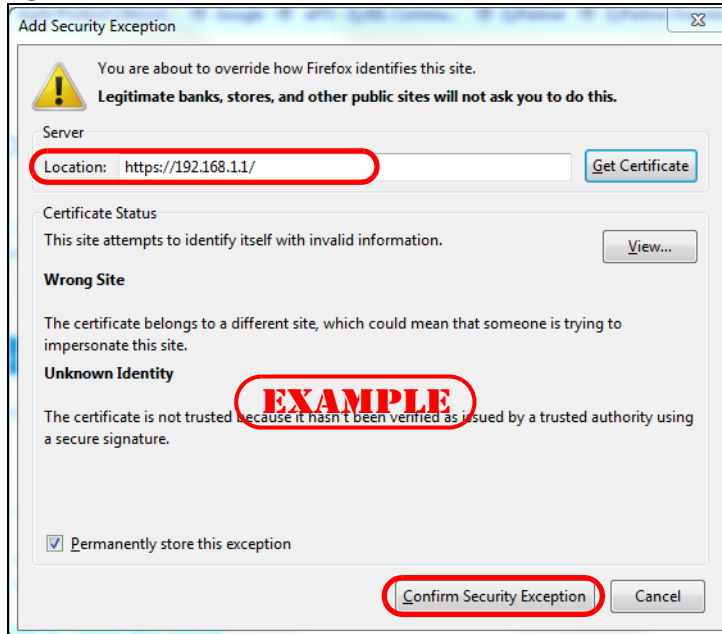 Add Security Exception
You are about to override how Firefox identifies this site.
Legitimate banks, stores, and other public sites will not ask you to do this.
Server
Location: https://192.168.1.1/ Get Certificate
Certificate Status
This site attempts to identify itself with invalid information. View...
Wrong Site
The certificate belongs to a different site, which could mean that someone is trying to
impersonate this site.
Unknown Identity
EXAMPLE
The certificate is not trusted because it hasn't been verified as issued by a trusted authority using
a secure signature.
Permanently store this exception
Confirm Security Exception Cancel